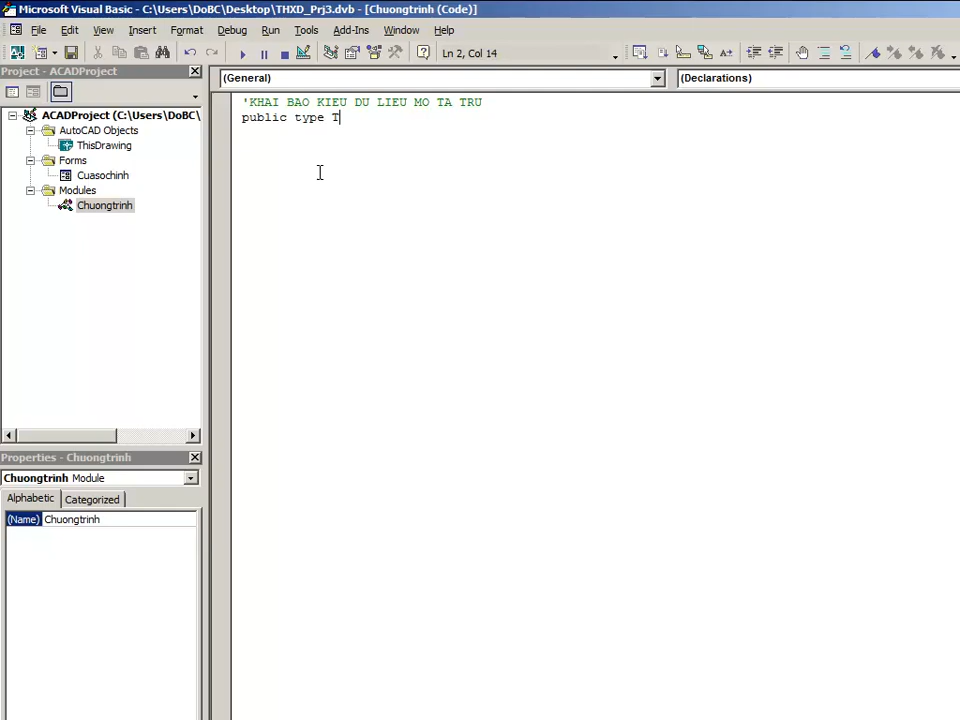 Microsoft Visual Basic - C:\Users\DoBC\Desktop\THXD_Prj3.dvb - [Chuongtrinh (Code)]
File Edit View Insert Format Debug Run Tools Add-Ins Window Help
Ln 2, Col 14
Project - ACADProject
(General)
(Declarations)
ACADProject (C:\Users\DoBC\
AutoCAD Objects
ThisDrawing
Forms
Cuasochinh
Modules
Chuongtrinh
'KHAI BAO KIEU DU LIEU MO TA TRU
public type T
Properties - Chuongtrinh
Chuongtrinh Module
Alphabetic Categorized
(Name) Chuongtrinh